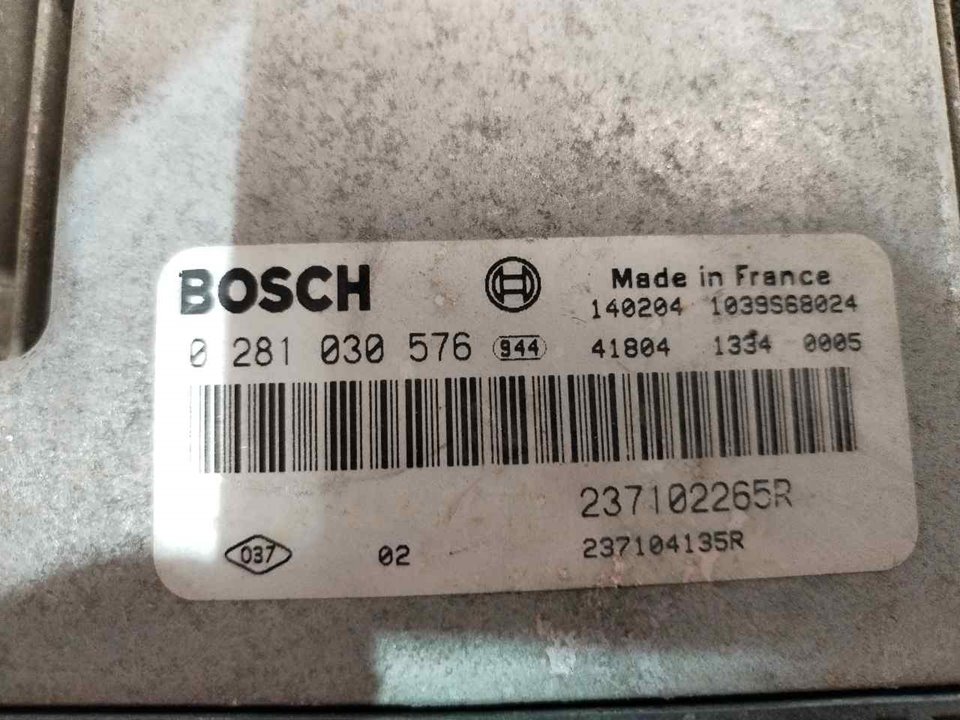 BOSCH
Made in France
140204 1039S68024
0 281 030 576 944 41804 1334 0005
237102265R
037 02 237104135R